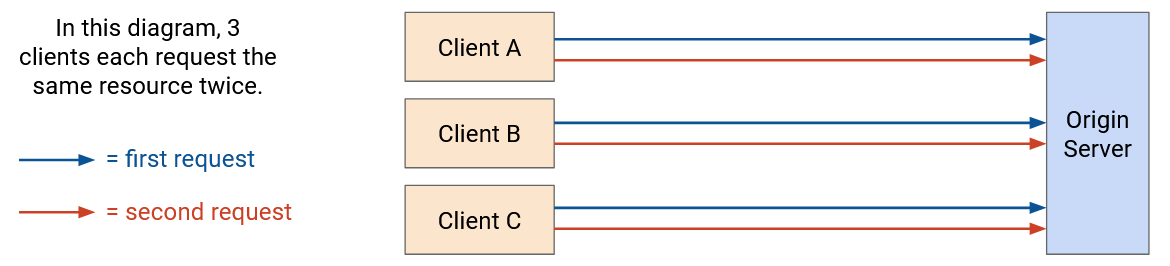 In this diagram, 3
clients each request the
same resource twice.
= first request
= second request
Client A
Client B
Client C
Origin
Server